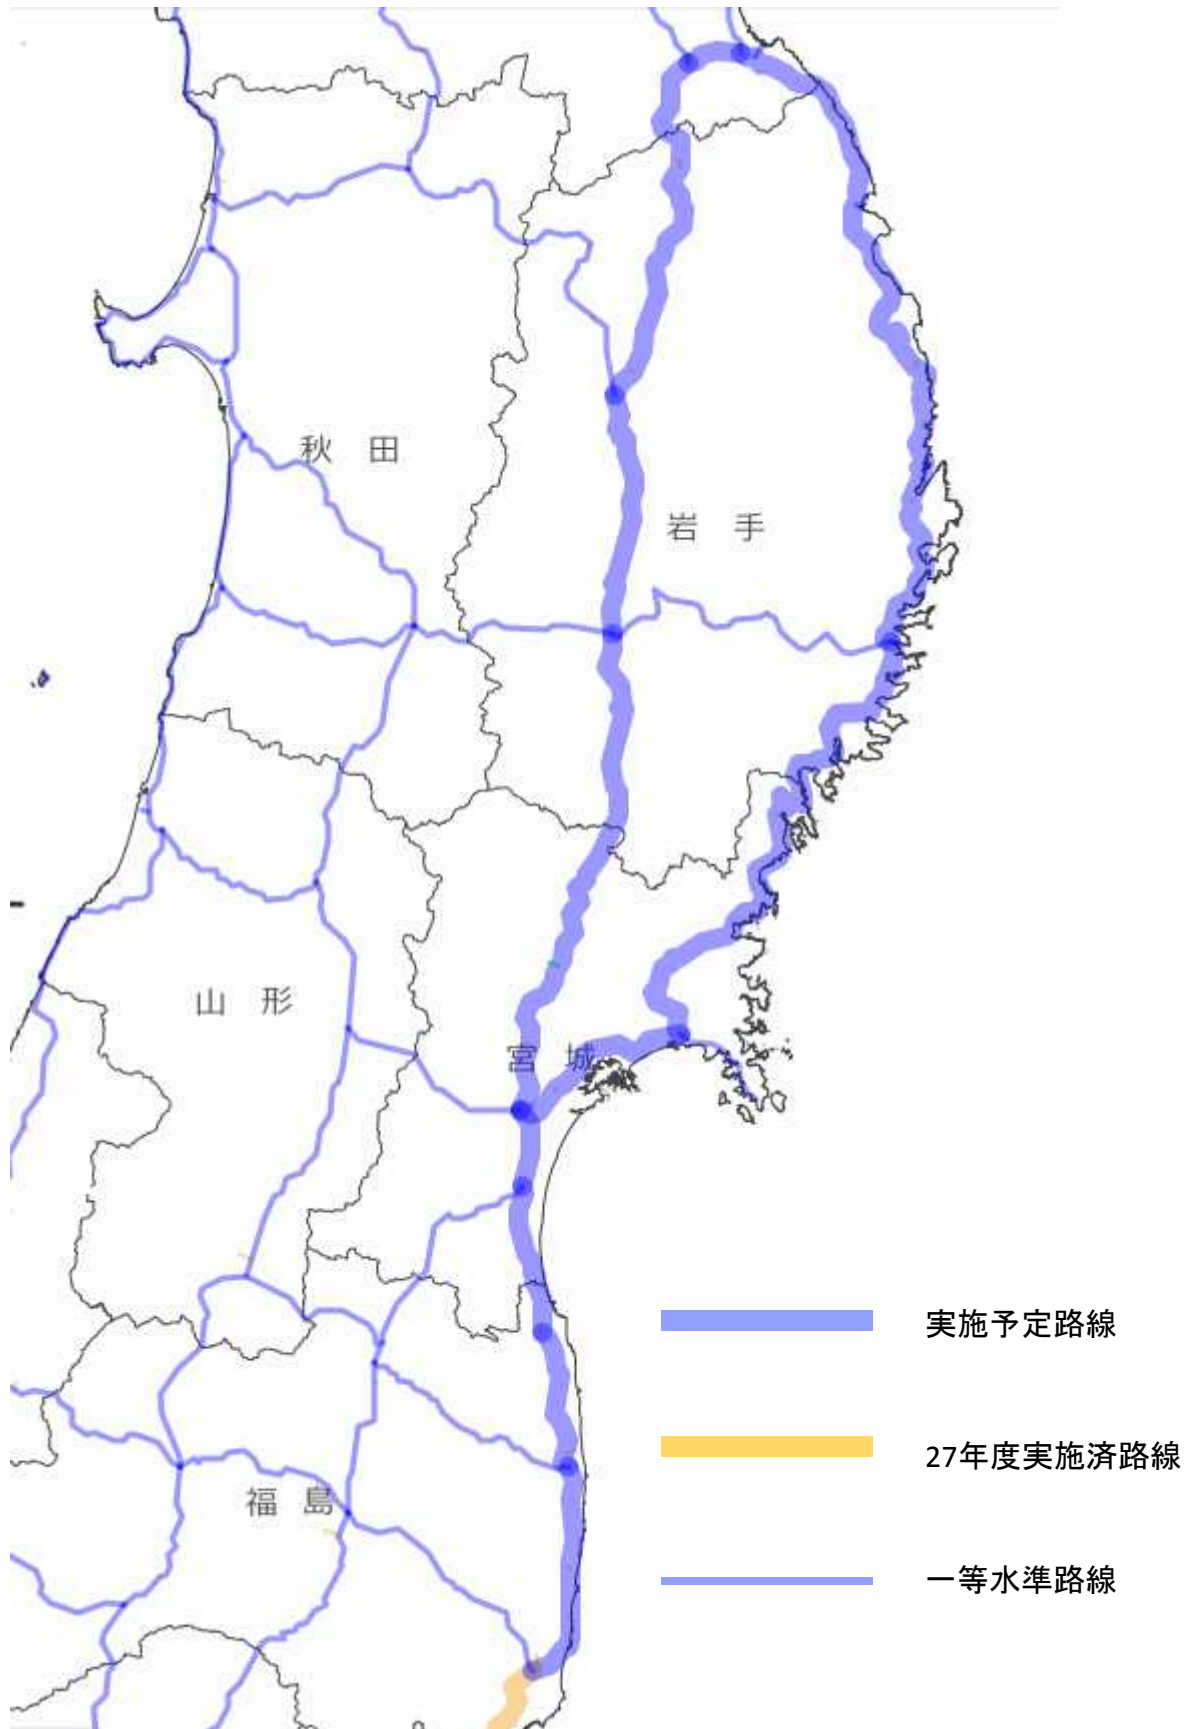 秋 田
岩 手
山 形
宮 城
実施予定路線
27年度実施済路線
福 島
一等水準路線